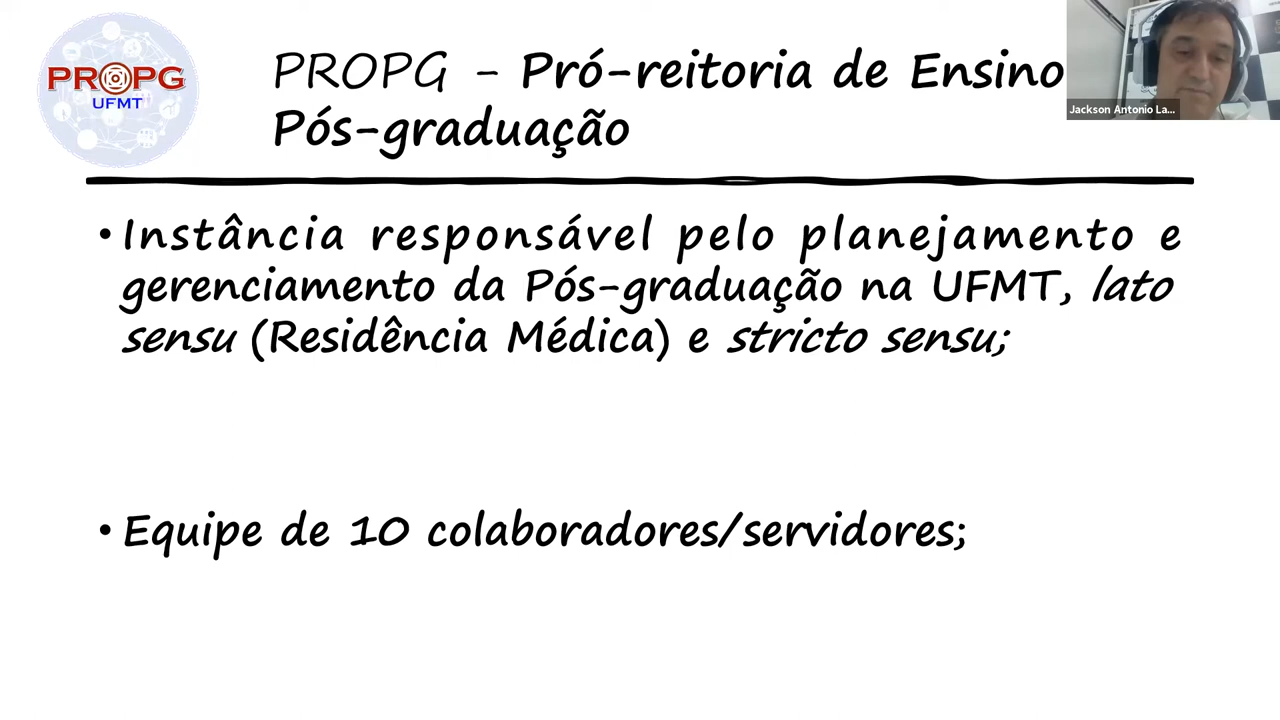 PROPG
UFMT
PROPG - Pró-reitoria de Ensino
Pós-graduação
Jackson Antonio La...
• Instância responsável pelo planejamento e
gerenciamento da Pós-graduação na UFMT, lato
sensu (Residência Médica) e stricto sensu;
• Equipe de 10 colaboradores/servidores;